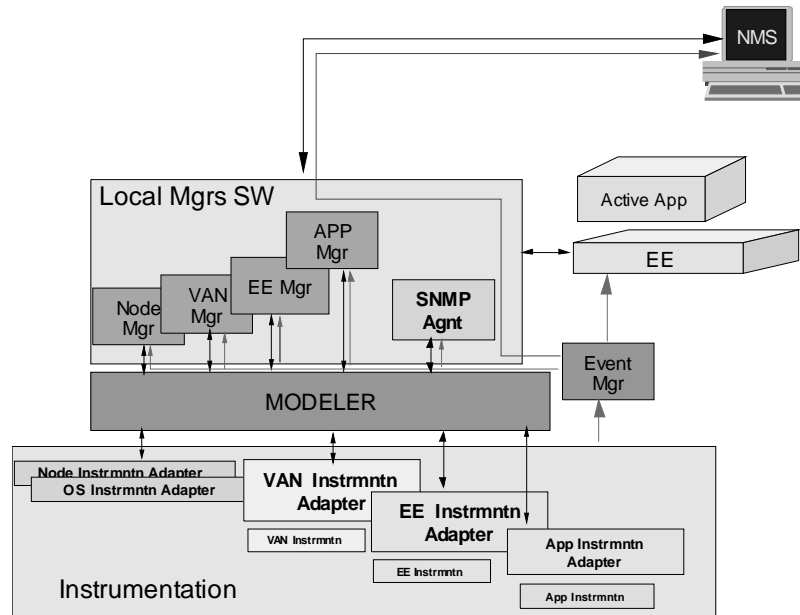 NMS
Local Mgrs SW
Active App
APP
Mgr
EE
EE Mgr
VAN
Mgr
SNMP
Agnt
Node
Mgr
Event
Mgr
MODELER
Node Instrmntn Adapter
OS Instrmntn Adapter
VAN Instrmntn
Adapter
EE Instrmntn
Adapter
VAN Instrmntn
App Instrmntn
Adapter
EE Instrmntn
Instrumentation
App Instrmntn